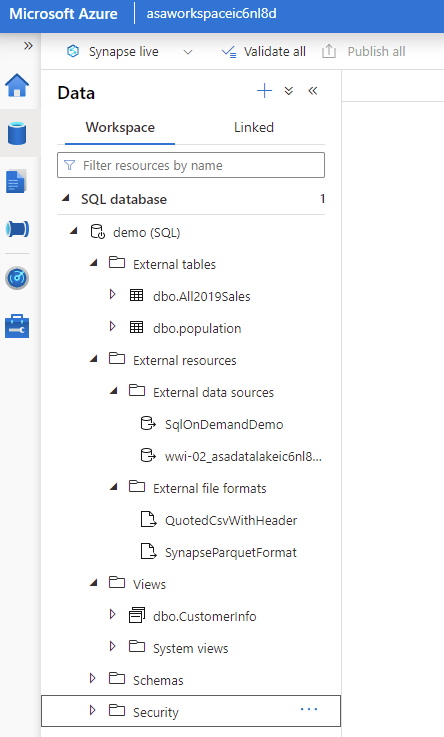 Microsoft Azure asaworkspaceic6nl8d
» Synapse live Validate all Publish all
Data
Workspace Linked
Filter resources by name
SQL database 1
demo (SQL)
External tables
dbo.All2019Sales
dbo.population
External resources
External data sources
SqlOnDemandDemo
wwi-02_asadatalakeic6nl8...
External file formats
QuotedCsvWithHeader
SynapseParquetFormat
Views
dbo.CustomerInfo
System views
Schemas
Security ...